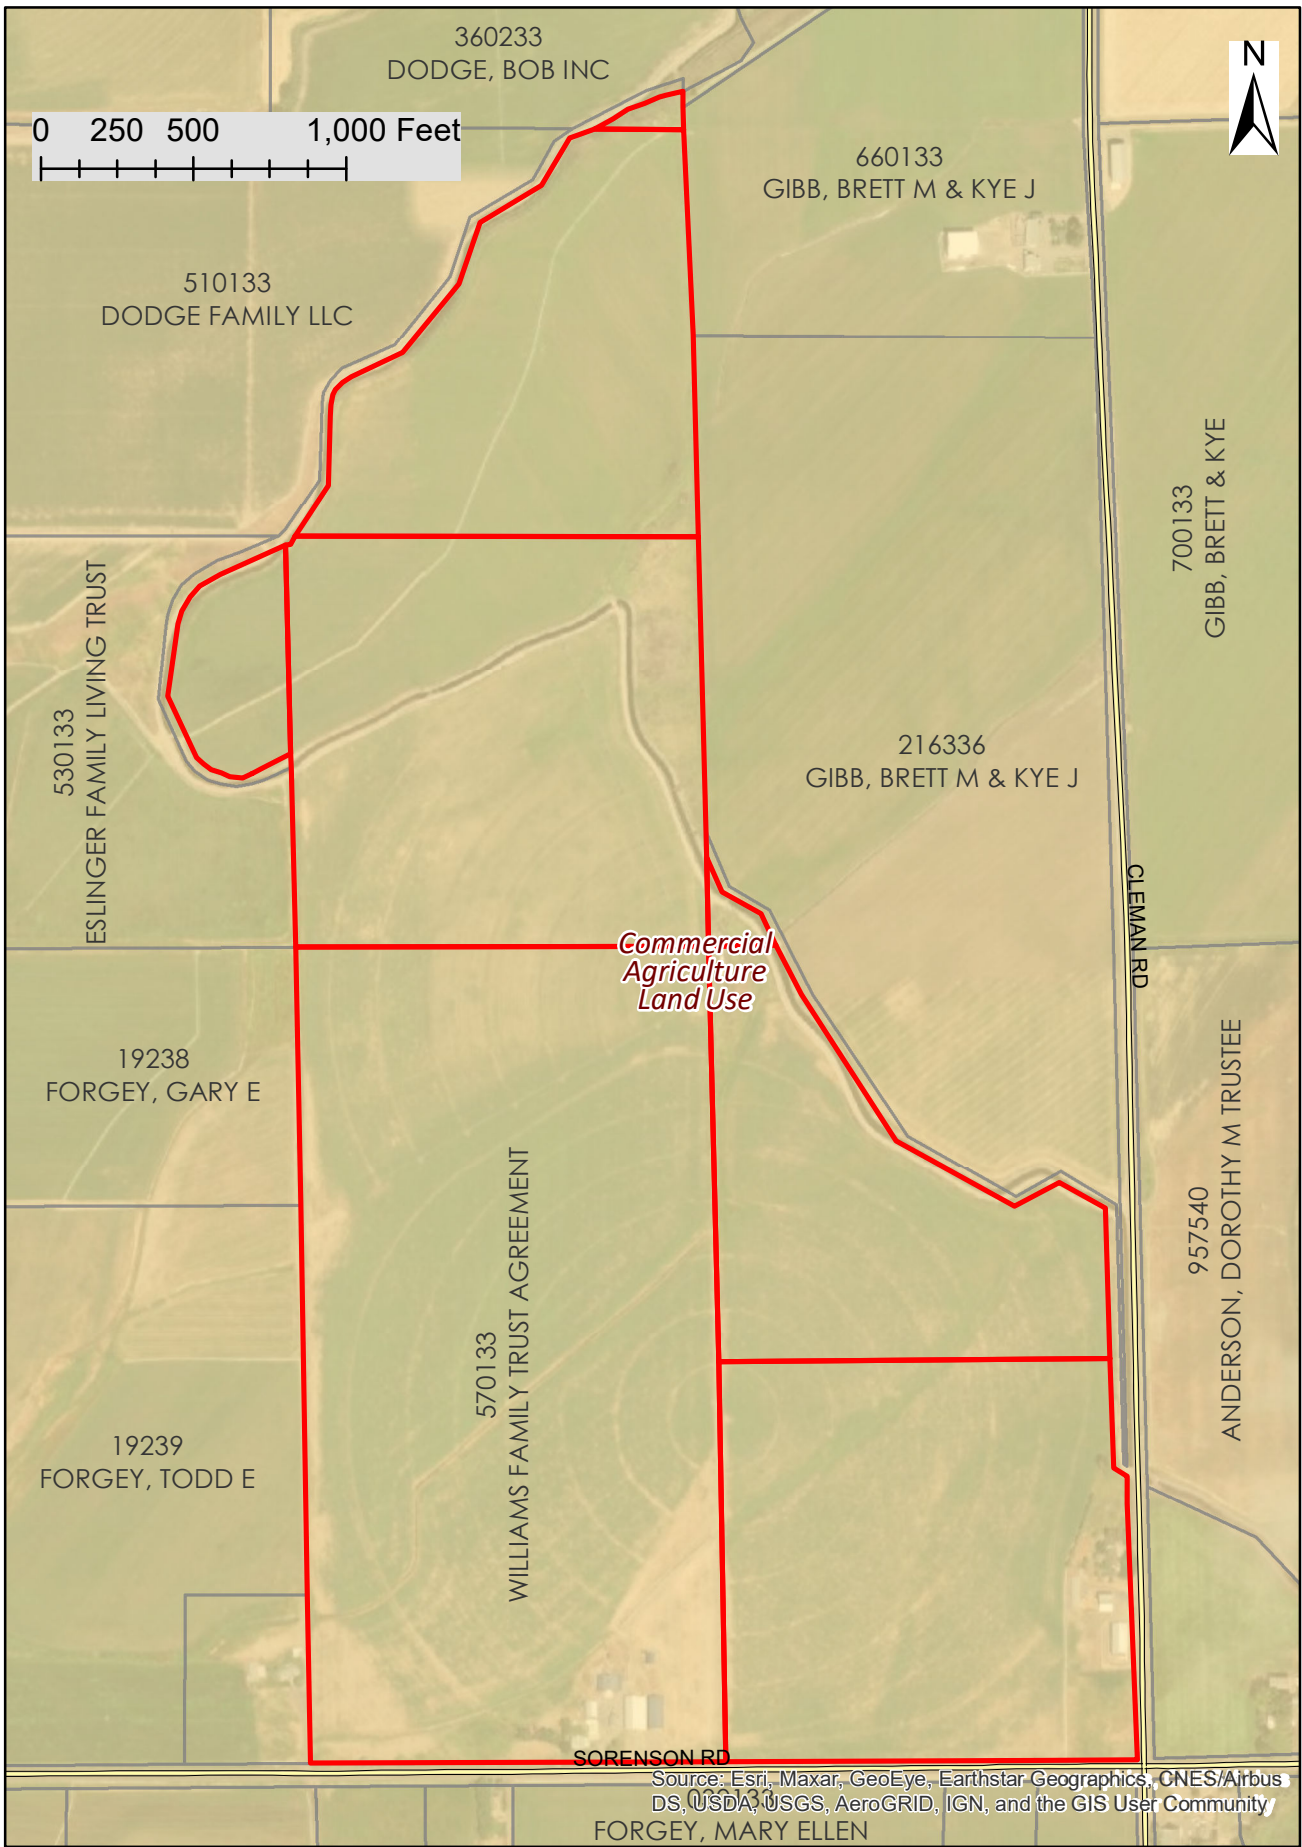 360233
DODGE, BOB INC
N
0 250 500 1,000 Feet
660133
GIBB, BRETT M & KYE J
510133
DODGE FAMILY LLC
700133
GIBB, BRETT & KYE
530133
ESLINGER FAMILY LIVING TRUST
216336
GIBB, BRETT M & KYE J
CLEMAN RD
Commercial
Agriculture
Land Use
19238
FORGEY, GARY E
957540
ANDERSON, DOROTHY M TRUSTEE
570133
WILLIAMS FAMILY TRUST AGREEMENT
19239
FORGEY, TODD E
SORENSON RD
Source: Esri, Maxar, GeoEye, Earthstar Geographics, CNES/Airbus
DS, USDA, USGS, AeroGRID, IGN, and the GIS User Community
FORGEY, MARY ELLEN